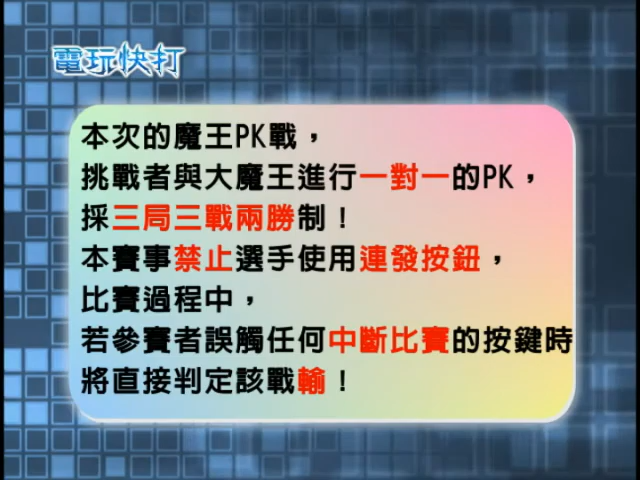 電玩快打
本次的魔王PK戰，
挑戰者與大魔王進行一對一的PK，
採三局三戰兩勝制！
本賽事禁止選手使用連發按鈕，
比賽過程中，
若參賽者誤觸任何中斷比賽的按鍵時
將直接判定該戰輸！